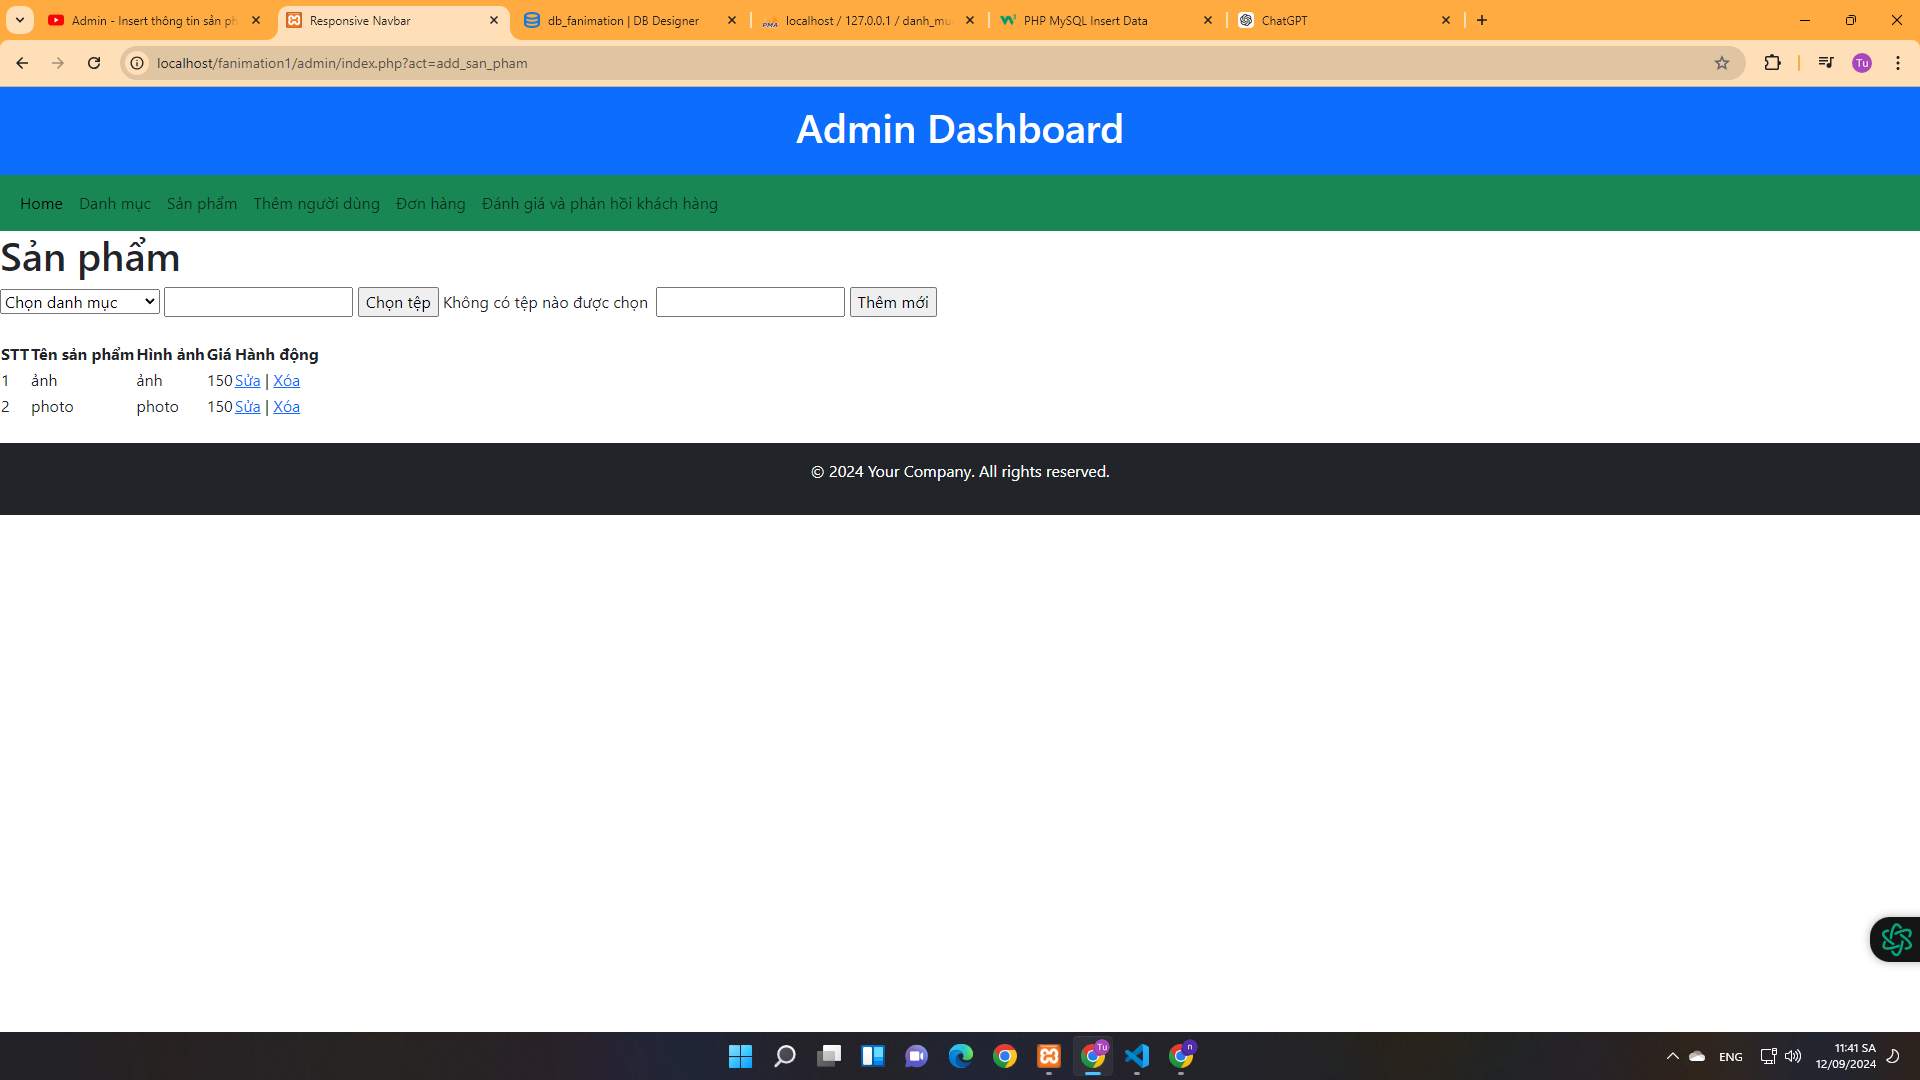 Admin - Insert thông tin sản ph
Responsive Navbar
db_fanimation | DB Designer
localhost / 127.0.0.1 / danh_mu
PHP MySQL Insert Data
ChatGPT
localhost/fanimation1/admin/index.php?act=add_san_pham
Tu
Admin Dashboard
Home Danh mục Sản phẩm Thêm người dùng Đơn hàng Đánh giá và phản hồi khách hàng
Sản phẩm
Chọn danh mục Chọn tệp Không có tệp nào được chọn Thêm mới
STT Tên sản phẩm Hình ảnh Giá Hành động
1 ảnh ảnh 150 Sửa | Xóa
2 photo photo 150 Sửa | Xóa
© 2024 Your Company. All rights reserved.
Tu
n
ENG
11:41 SA
12/09/2024